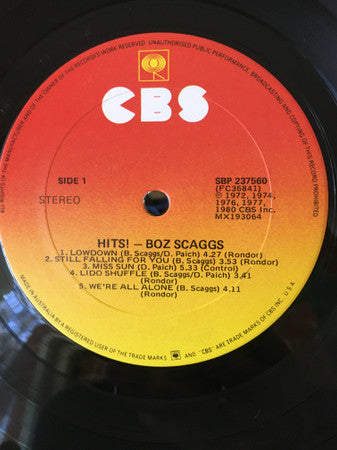 ALL RIGHTS OF THE MANUFACTURER AND OF THE OWNER OF THE RECORDED WORK RESERVED. UNAUTHORISED PUBLIC PERFORMANCE, BROADCASTING AND COPYING OF THIS RECORD PROHIBITED
CBS
SIDE 1
STEREO
SBP 237560
(FC36841)
℗ 1972, 1974,
1976, 1977,
1980 CBS Inc.
MX193064
HITS! — BOZ SCAGGS
1. LOWDOWN (B. Scaggs/D. Paich) 4.27 (Rondor)
2. STILL FALLING FOR YOU (B. Scaggs) 3.53 (Rondor)
3. MISS SUN (D. Paich) 5.33 (Control)
4. LIDO SHUFFLE (B. Scaggs/D. Paich) 3.41
(Rondor)
5. WE'RE ALL ALONE (B. Scaggs) 4.11
(Rondor)
MADE IN AUSTRALIA BY A REGISTERED USER OF THE TRADE MARKS AND "CBS" ARE TRADE MARKS OF CBS INC. U S A